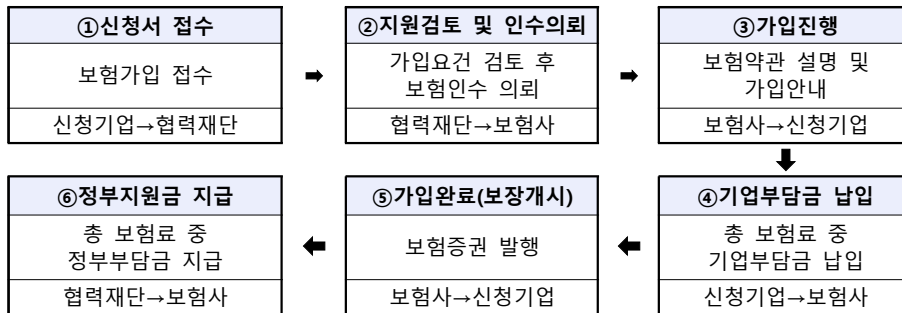 ①신청서 접수
보험가입 접수
신청기업→협력재단
②지원검토 및 인수의뢰
가입요건 검토 후
보험인수 의뢰
협력재단→보험사
③가입진행
보험약관 설명 및
가입안내
보험사→신청기업
④기업부담금 납입
총 보험료 중
기업부담금 납입
신청기업→보험사
⑤가입완료(보장개시)
보험증권 발행
보험사→신청기업
⑥정부지원금 지급
총 보험료 중
정부부담금 지급
협력재단→보험사